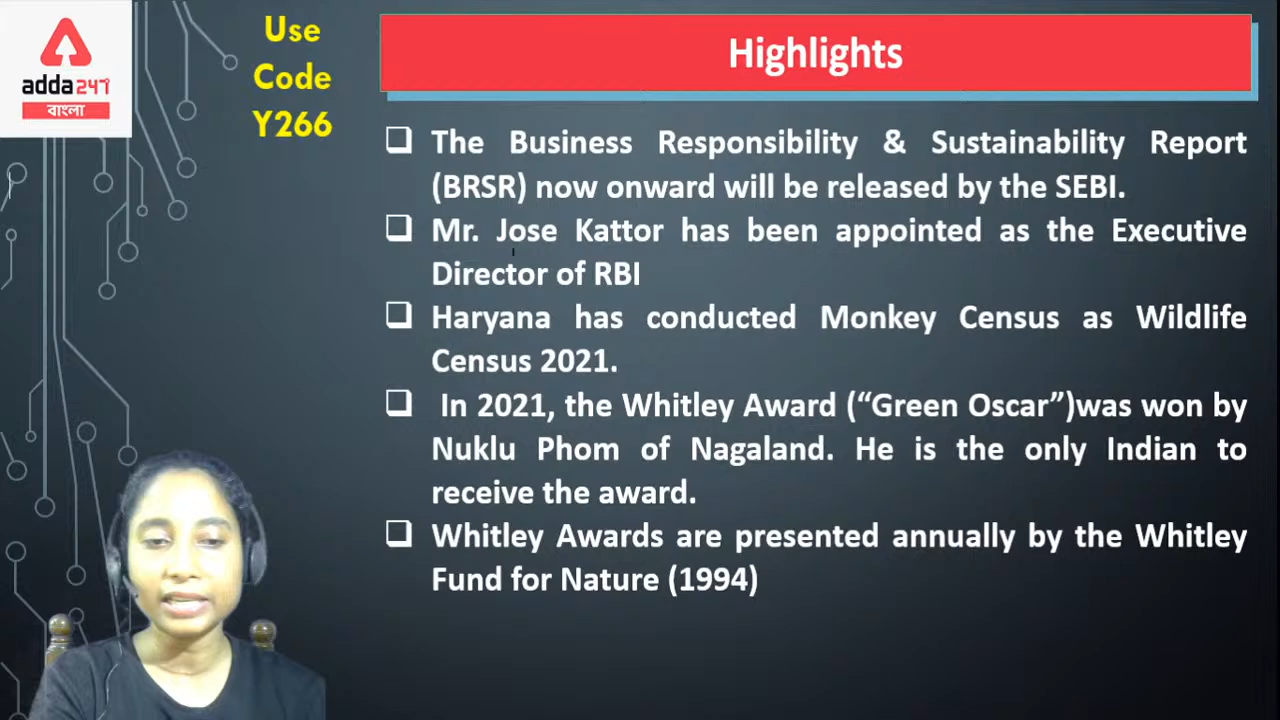 adda247
বাংলা
Use
Code
Y266
Highlights
The Business Responsibility & Sustainability Report
(BRSR) now onward will be released by the SEBI.
Mr. Jose Kattor has been appointed as the Executive
Director of RBI
Haryana has conducted Monkey Census as Wildlife
Census 2021.
In 2021, the Whitley Award (“Green Oscar”)was won by
Nuklu Phom of Nagaland. He is the only Indian to
receive the award.
Whitley Awards are presented annually by the Whitley
Fund for Nature (1994)